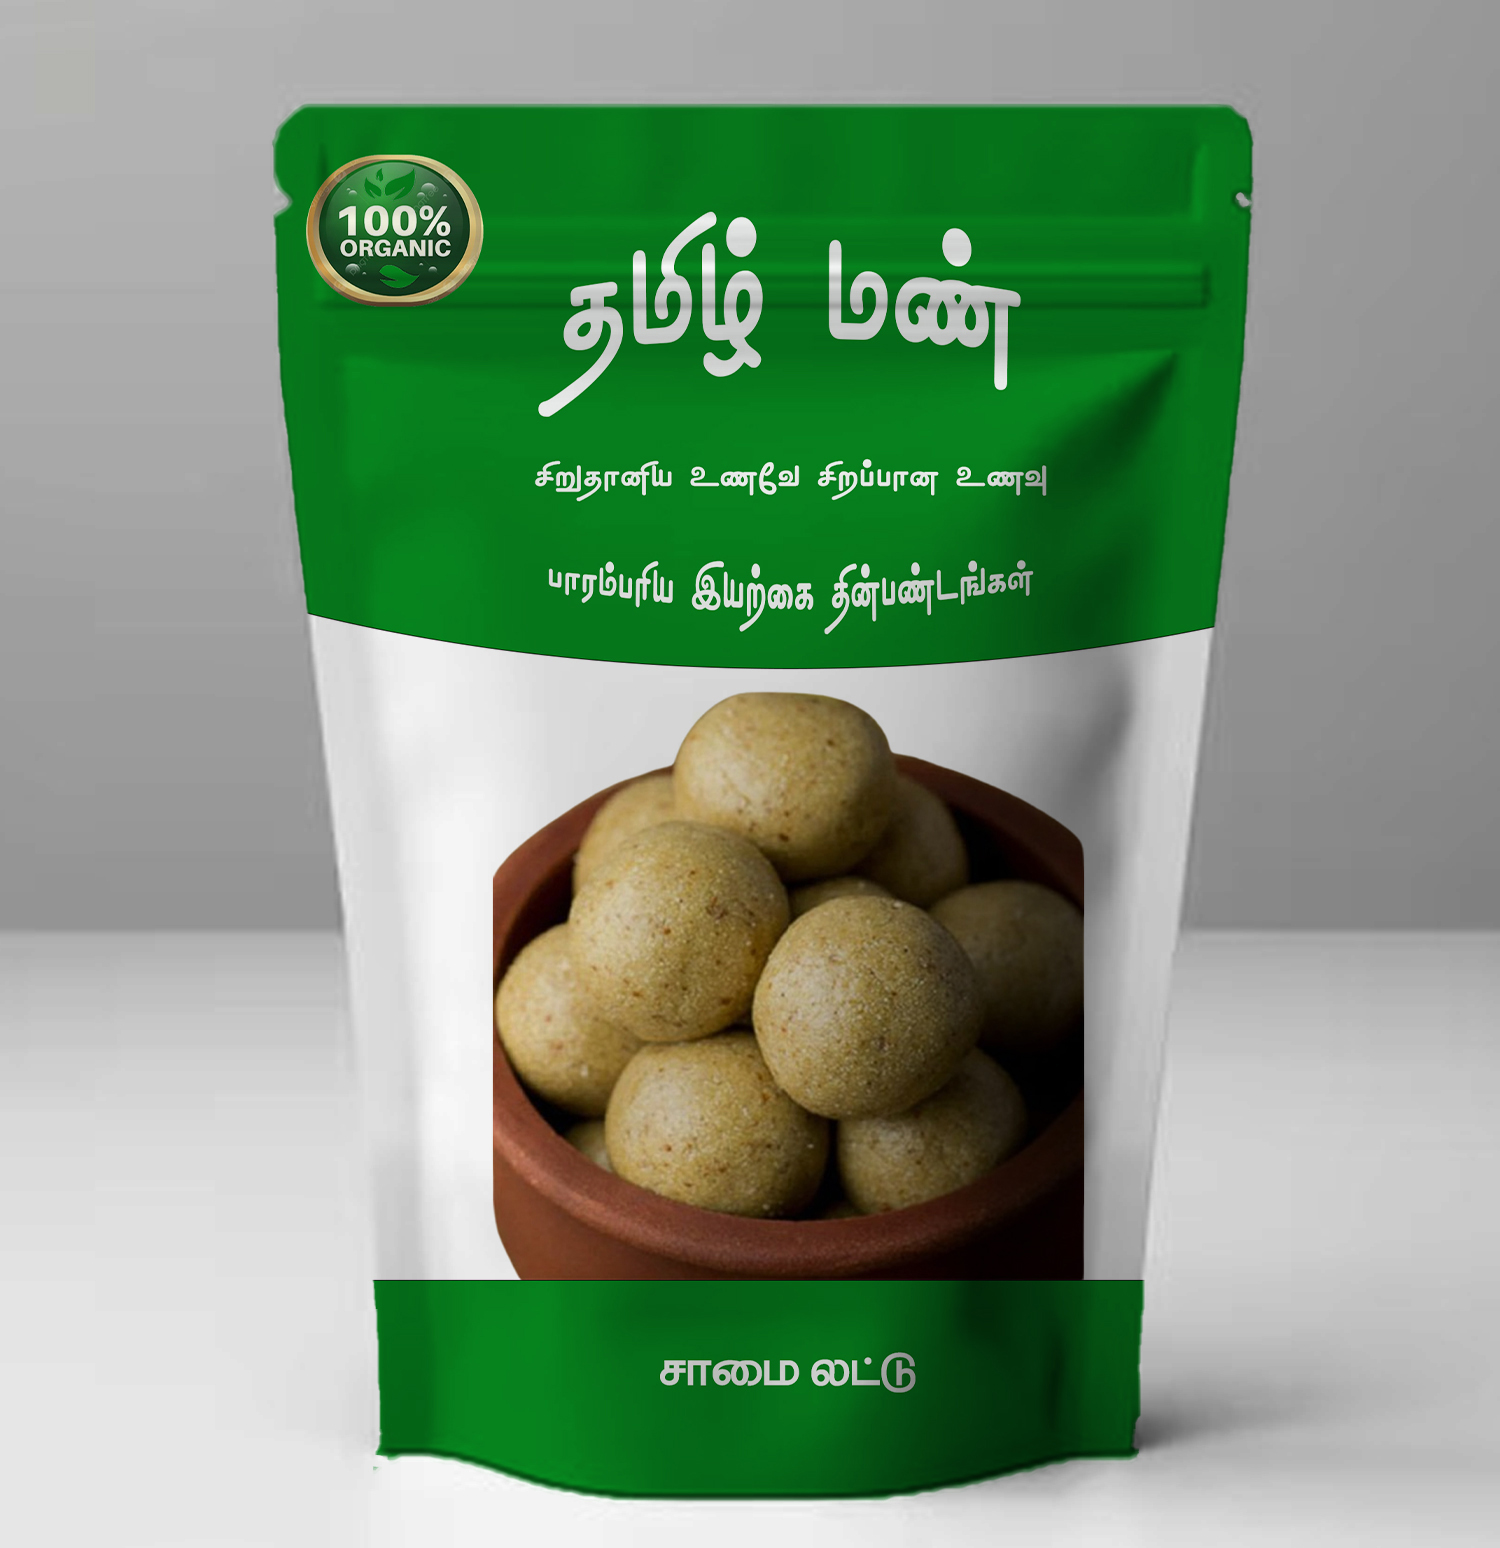 100%
ORGANIC
தமிழ் மண்
சிறுதானிய உணவே சிறப்பான உணவு
பாரம்பரிய இயற்கை தின்பண்டங்கள்
சாமை லட்டு